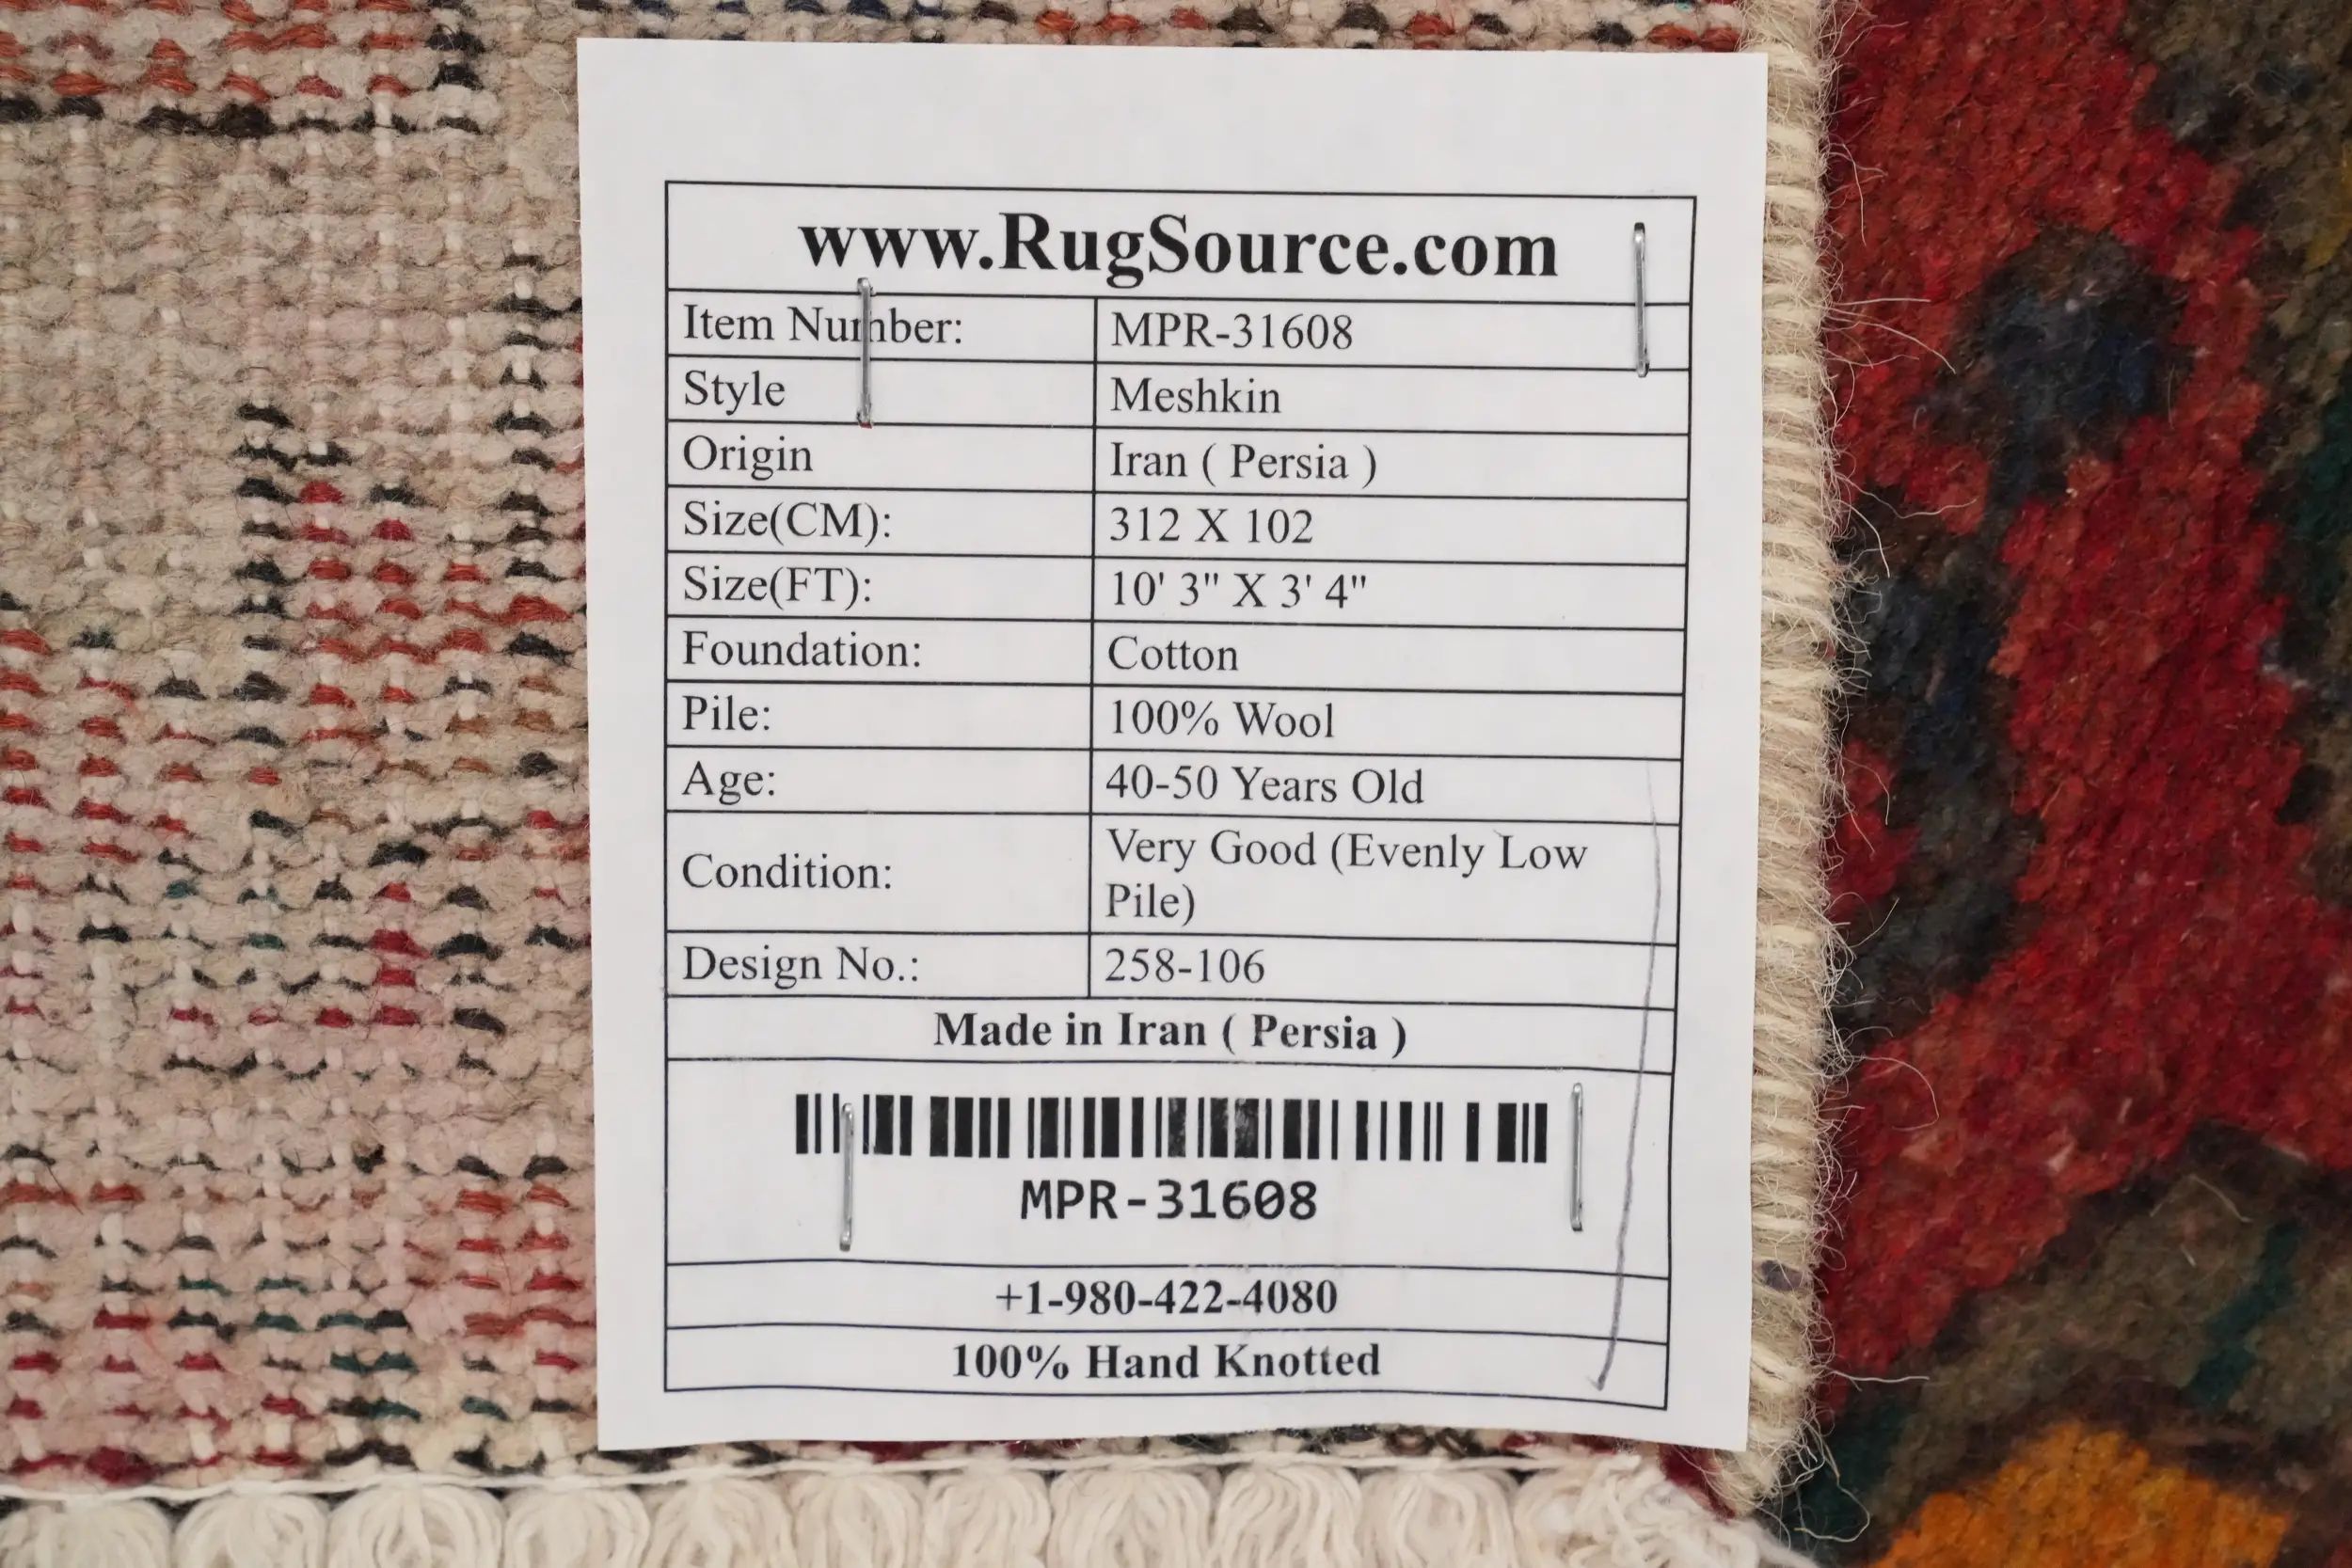 www.RugSource.com
Item Number: MPR-31608
Style Meshkin
Origin Iran ( Persia )
Size(CM): 312 X 102
Size(FT): 10' 3" X 3' 4"
Foundation: Cotton
Pile: 100% Wool
Age: 40-50 Years Old
Condition: Very Good (Evenly Low
Pile)
Design No.: 258-106
Made in Iran ( Persia )
MPR-31608
+1-980-422-4080
100% Hand Knotted